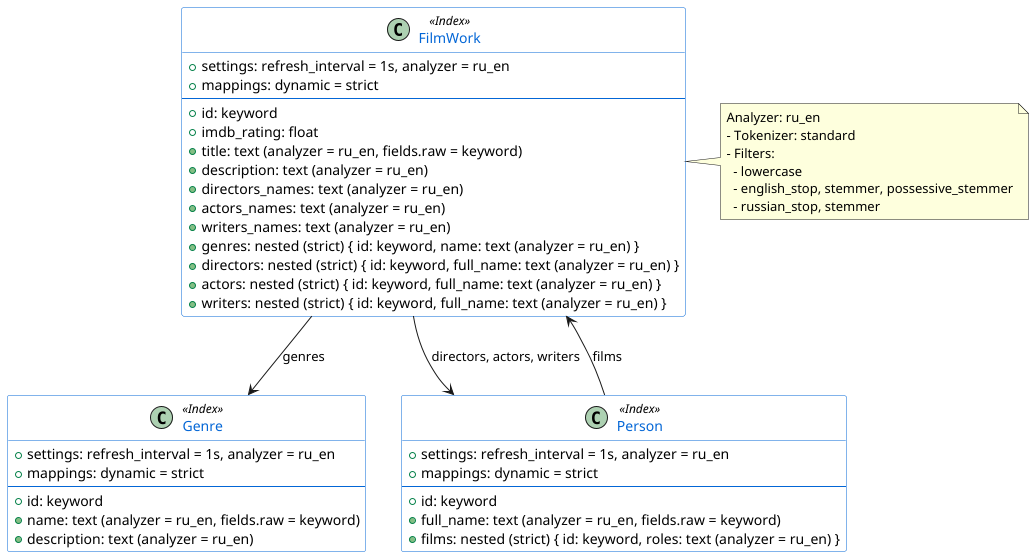 C
«Index»
FilmWork
settings: refresh_interval = 1s, analyzer = ru_en
mappings: dynamic = strict
id: keyword
imdb_rating: float
title: text (analyzer = ru_en, fields.raw = keyword)
description: text (analyzer = ru_en)
directors_names: text (analyzer = ru_en)
actors_names: text (analyzer = ru_en)
writers_names: text (analyzer = ru_en)
genres: nested (strict) { id: keyword, name: text (analyzer = ru_en) }
directors: nested (strict) { id: keyword, full_name: text (analyzer = ru_en) }
actors: nested (strict) { id: keyword, full_name: text (analyzer = ru_en) }
writers: nested (strict) { id: keyword, full_name: text (analyzer = ru_en) }
Analyzer: ru_en
- Tokenizer: standard
- Filters:
- lowercase
- english_stop, stemmer, possessive_stemmer
- russian_stop, stemmer
genres
directors, actors, writers
films
C
«Index»
Genre
settings: refresh_interval = 1s, analyzer = ru_en
mappings: dynamic = strict
id: keyword
name: text (analyzer = ru_en, fields.raw = keyword)
description: text (analyzer = ru_en)
C
«Index»
Person
settings: refresh_interval = 1s, analyzer = ru_en
mappings: dynamic = strict
id: keyword
full_name: text (analyzer = ru_en, fields.raw = keyword)
films: nested (strict) { id: keyword, roles: text (analyzer = ru_en) }